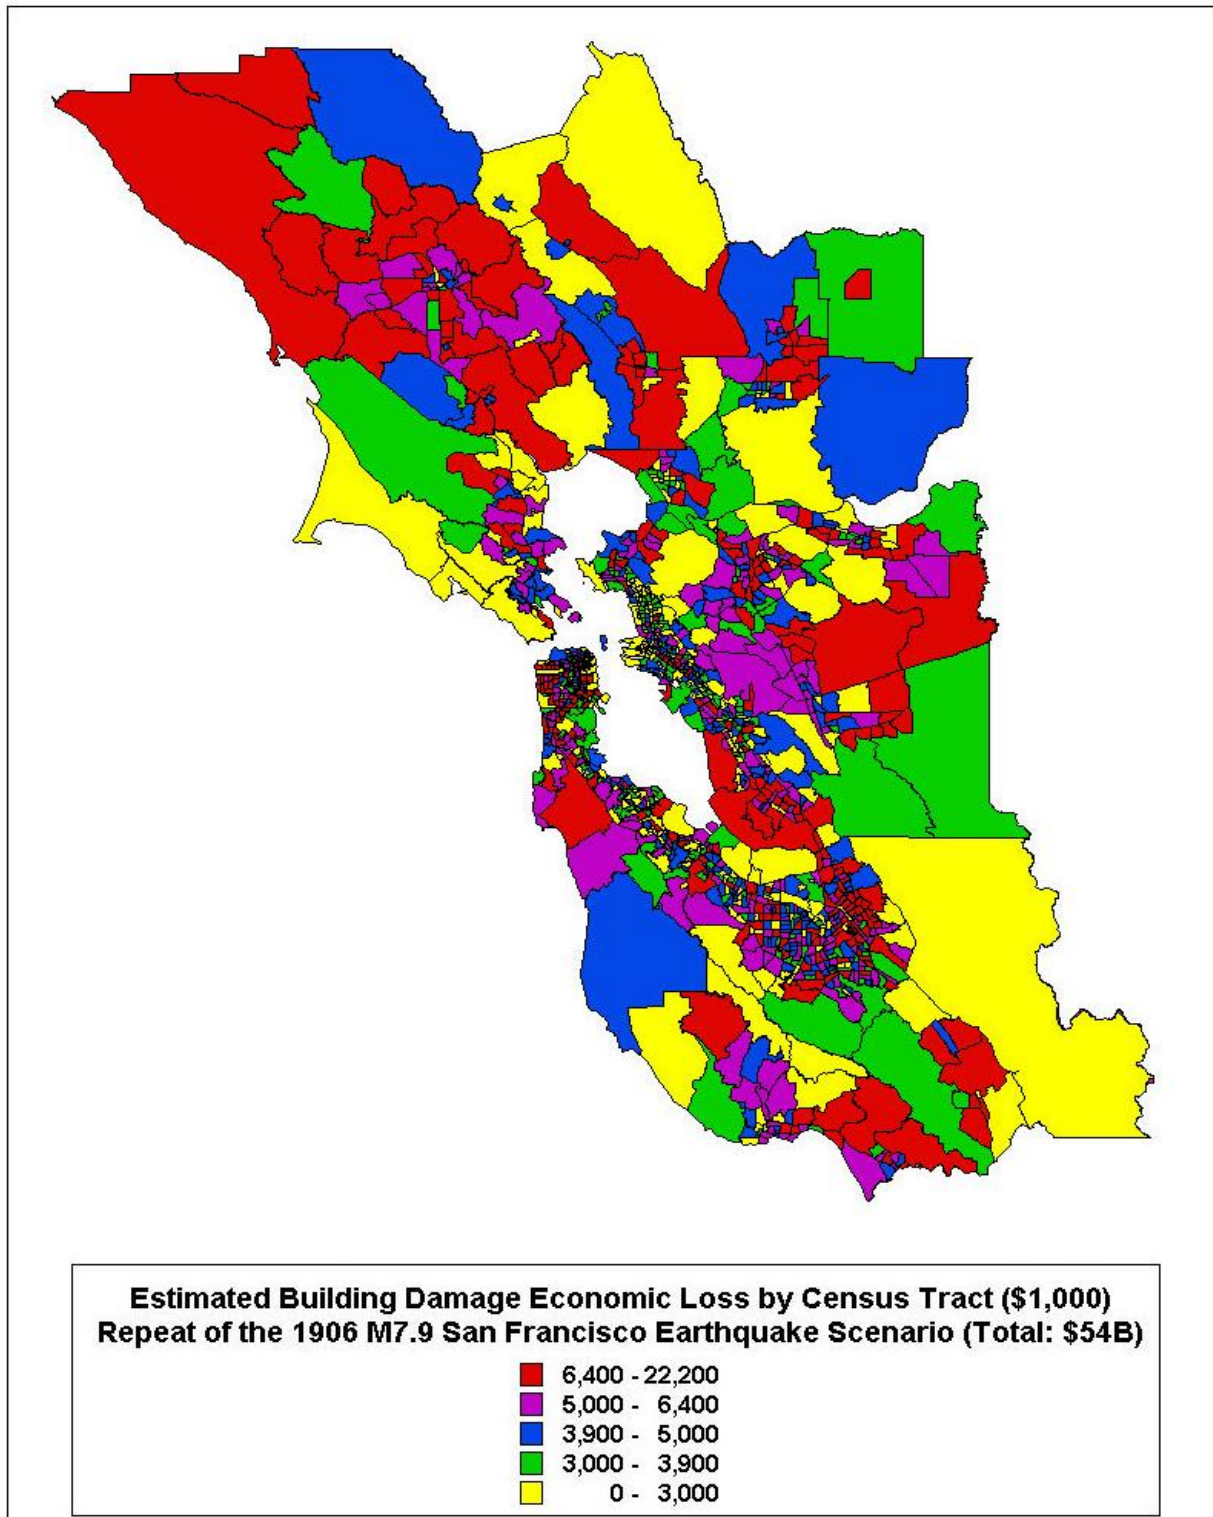 Estimated Building Damage Economic Loss by Census Tract ($1,000)
Repeat of the 1906 M7.9 San Francisco Earthquake Scenario (Total: $54B)
6,400 - 22,200
5,000 - 6,400
3,900 - 5,000
3,000 - 3,900
0 - 3,000